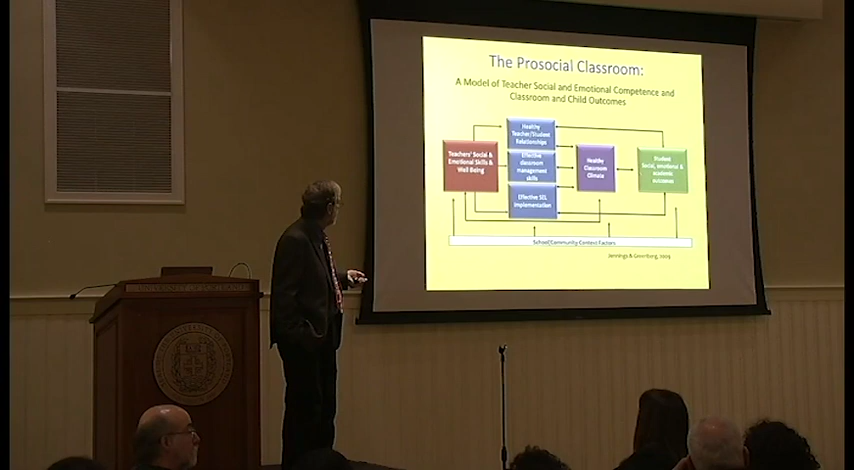 The Prosocial Classroom:
A Model of Teacher Social and Emotional Competence and
Classroom and Child Outcomes
Healthy
Teacher/Student
Relationships
Teachers' Social &
Emotional Skills &
Well Being
Effective
classroom
management
skills
Healthy
Classroom
Climate
Student
Social, emotional &
academic
outcomes
Effective SEL
Implementation
School/Community Context Factors
Jennings & Greenberg, 2009
UNIVERSITY OF